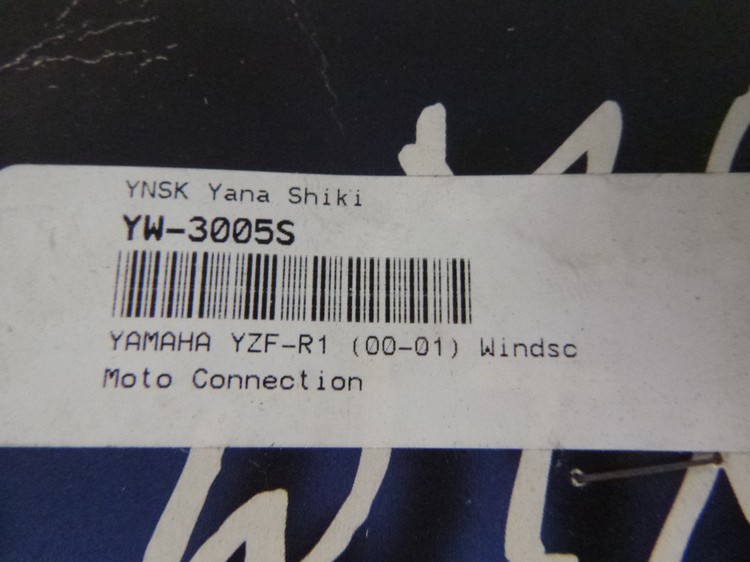 YNSK Yana Shiki
YW-3005S
YAMAHA YZF-R1 (00-01) Windsc
Moto Connection